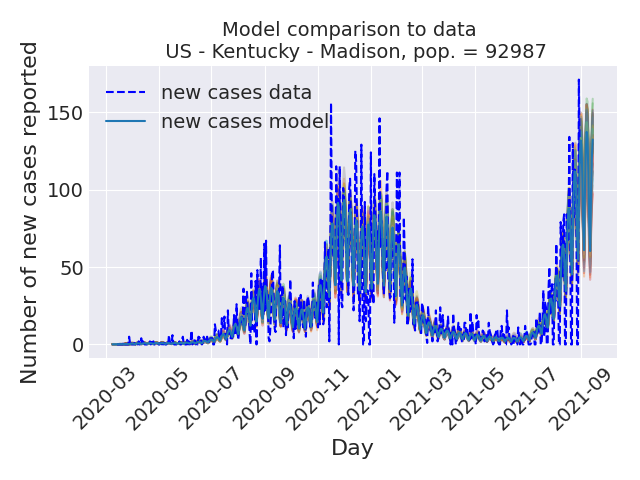 Model comparison to data
US - Kentucky - Madison, pop. = 92987
Number of new cases reported
150
100
50
0
new cases data
new cases model
2020-03
2020-05
2020-07
2020-09
2020-11
2021-01
2021-03
2021-05
2021-07
2021-09
Day